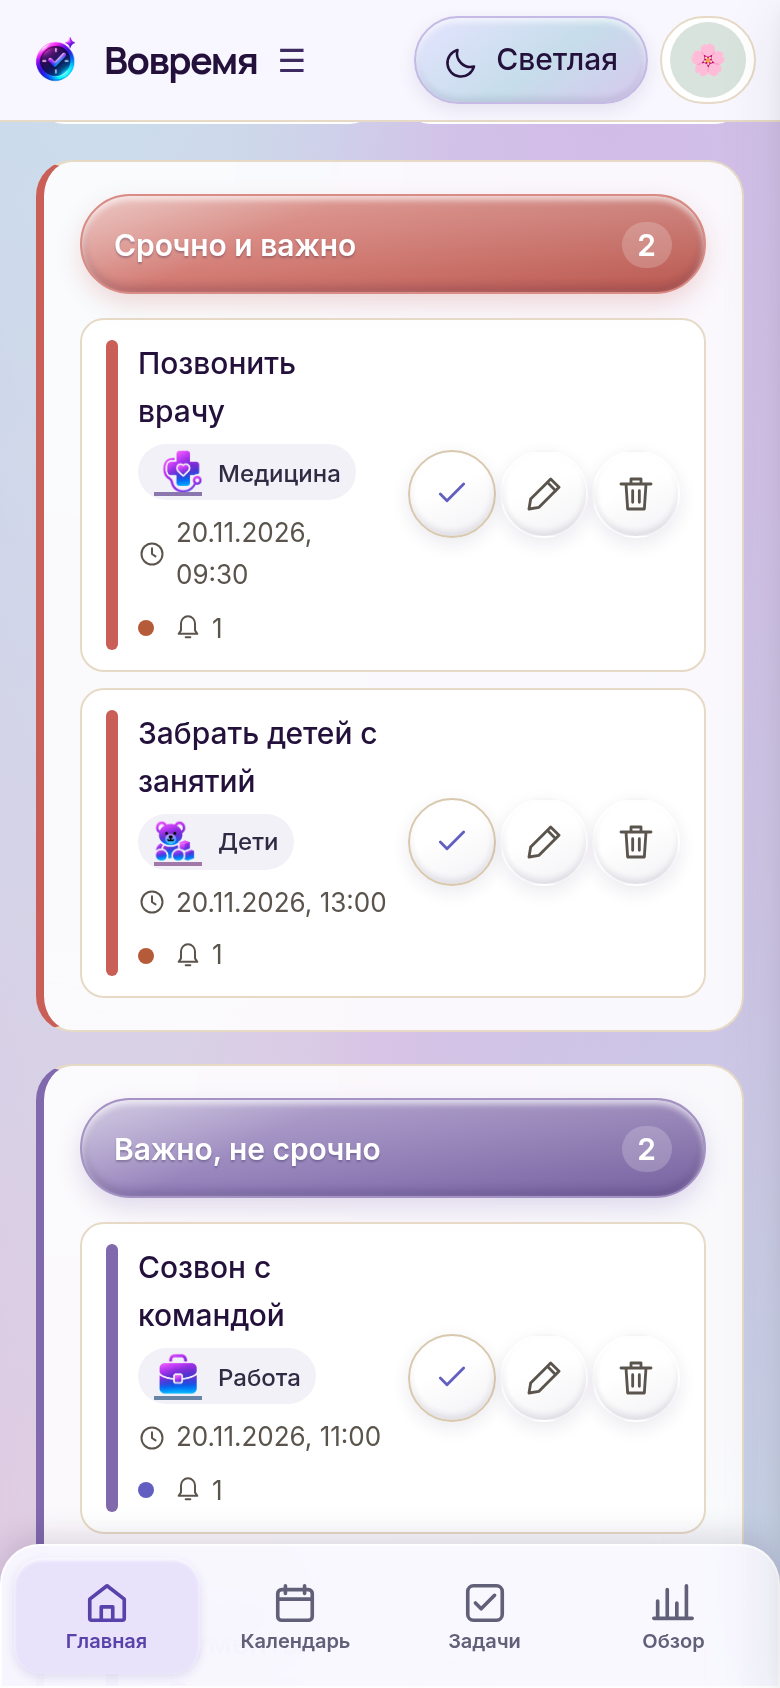 Вовремя
Светлая
Срочно и важно 2
Позвонить
врачу
Медицина
20.11.2026,
09:30
1
Забрать детей с
занятий
Дети
20.11.2026, 13:00
1
Важно, не срочно 2
Созвон с
командой
Работа
20.11.2026, 11:00
1
Главная Календарь Задачи Обзор